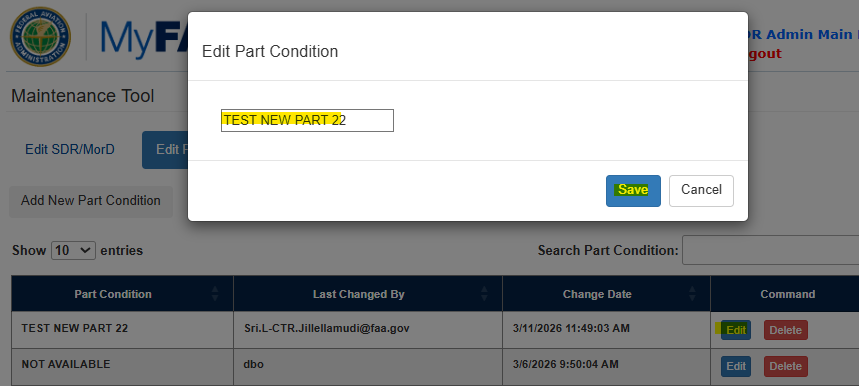 FEDERAL AVIATION
ADMINISTRATION
MyFA
Edit Part Condition
DR Admin Main
gout
Maintenance Tool
TEST NEW PART 22
Edit SDR/MorD
Edit
Save
Cancel
Add New Part Condition
Show 10 entries
Search Part Condition:
Part Condition Last Changed By Change Date Command
TEST NEW PART 22 Sri.L-CTR.Jillellamudi@faa.gov 3/11/2026 11:49:03 AM Edit Delete
NOT AVAILABLE dbo 3/6/2026 9:50:04 AM Edit Delete